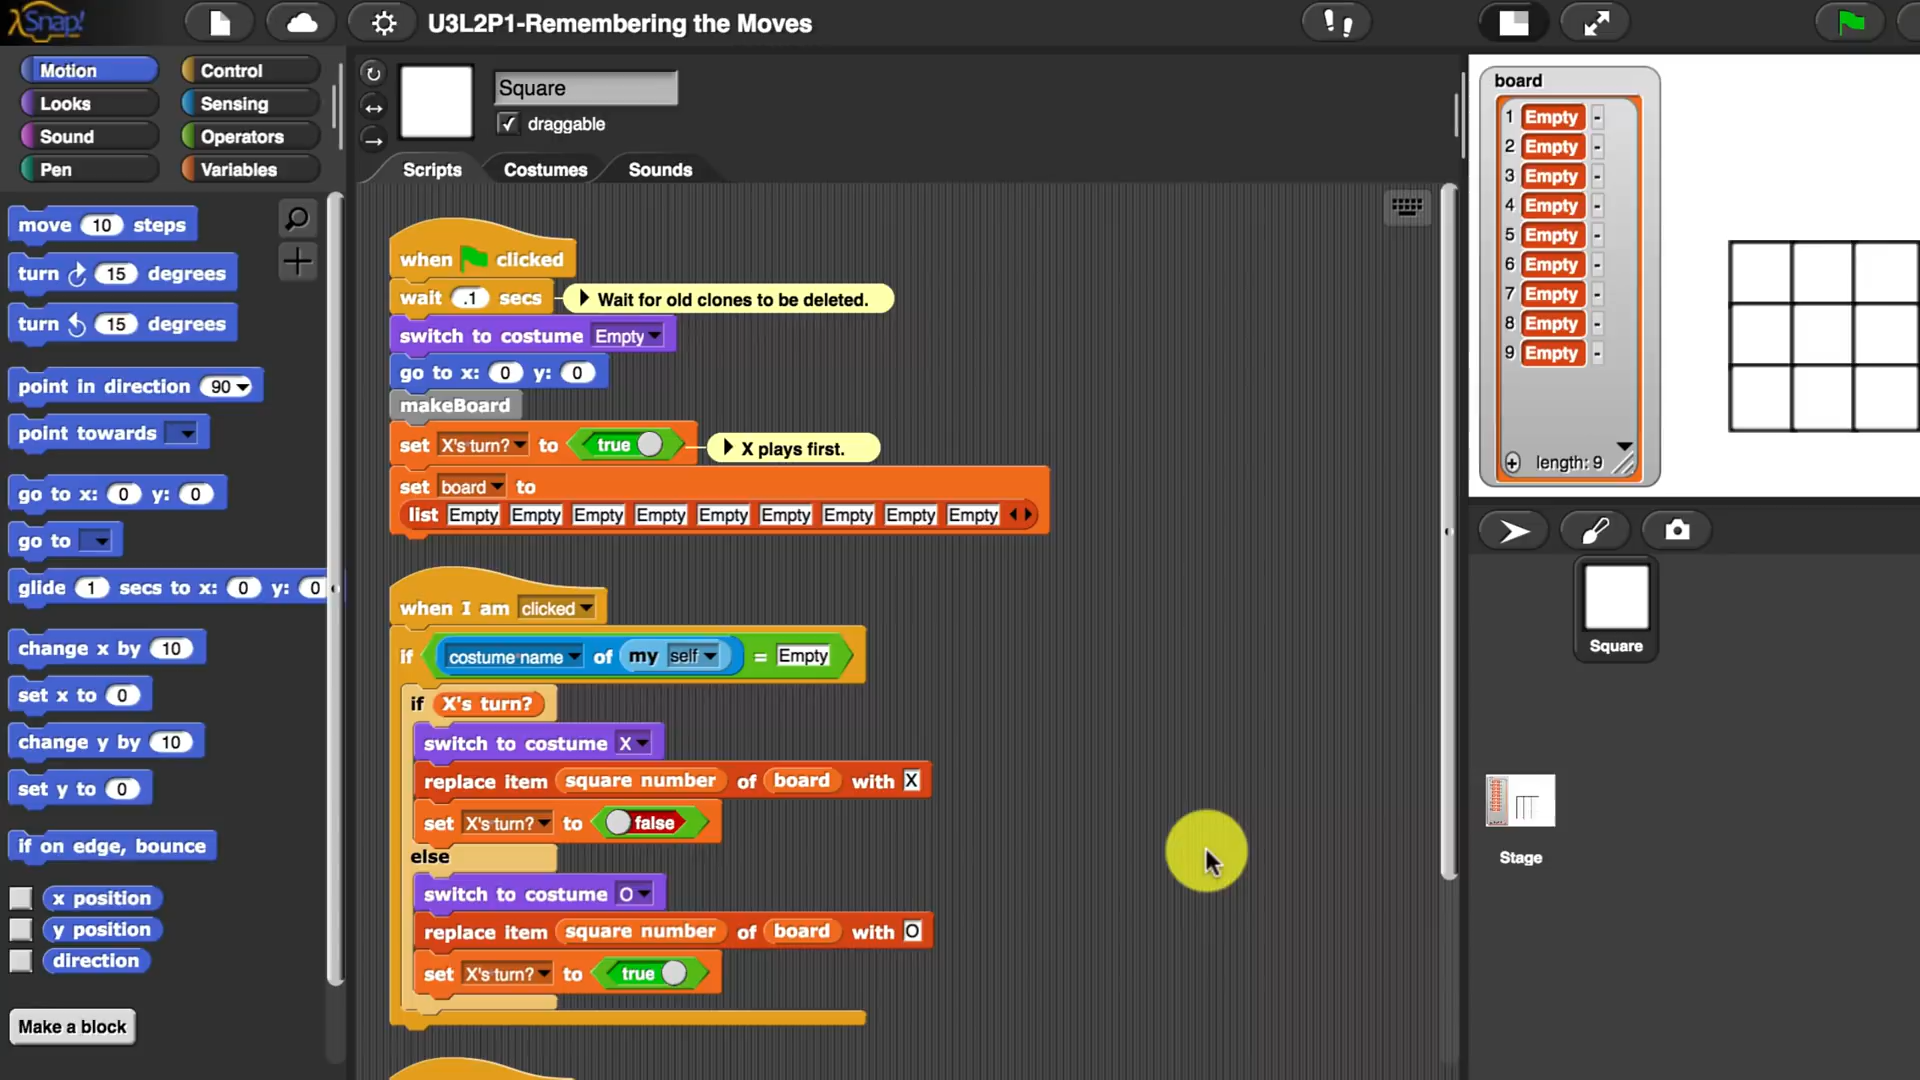 Snap!
U3L2P1-Remembering the Moves
Motion
Control
Looks
Sensing
Sound
Operators
Pen
Variables
move 10 steps
turn 15 degrees
turn 15 degrees
point in direction 90
point towards
go to x: 0 y: 0
go to
glide 1 secs to x: 0 y: 0
change x by 10
set x to 0
change y by 10
set y to 0
if on edge, bounce
x position
y position
direction
Make a block
Square
draggable
Scripts
Costumes
Sounds
when clicked
wait .1 secs
Wait for old clones to be deleted.
switch to costume Empty
go to x: 0 y: 0
makeBoard
set X's turn? to true
X plays first.
set board to
list Empty Empty Empty Empty Empty Empty Empty Empty Empty
when I am clicked
if costume name of my self = Empty
if X's turn?
switch to costume X
replace item square number of board with X
set X's turn? to false
else
switch to costume O
replace item square number of board with O
set X's turn? to true
board
1 Empty -
2 Empty -
3 Empty -
4 Empty -
5 Empty -
6 Empty -
7 Empty -
8 Empty -
9 Empty -
length: 9
Square
Stage